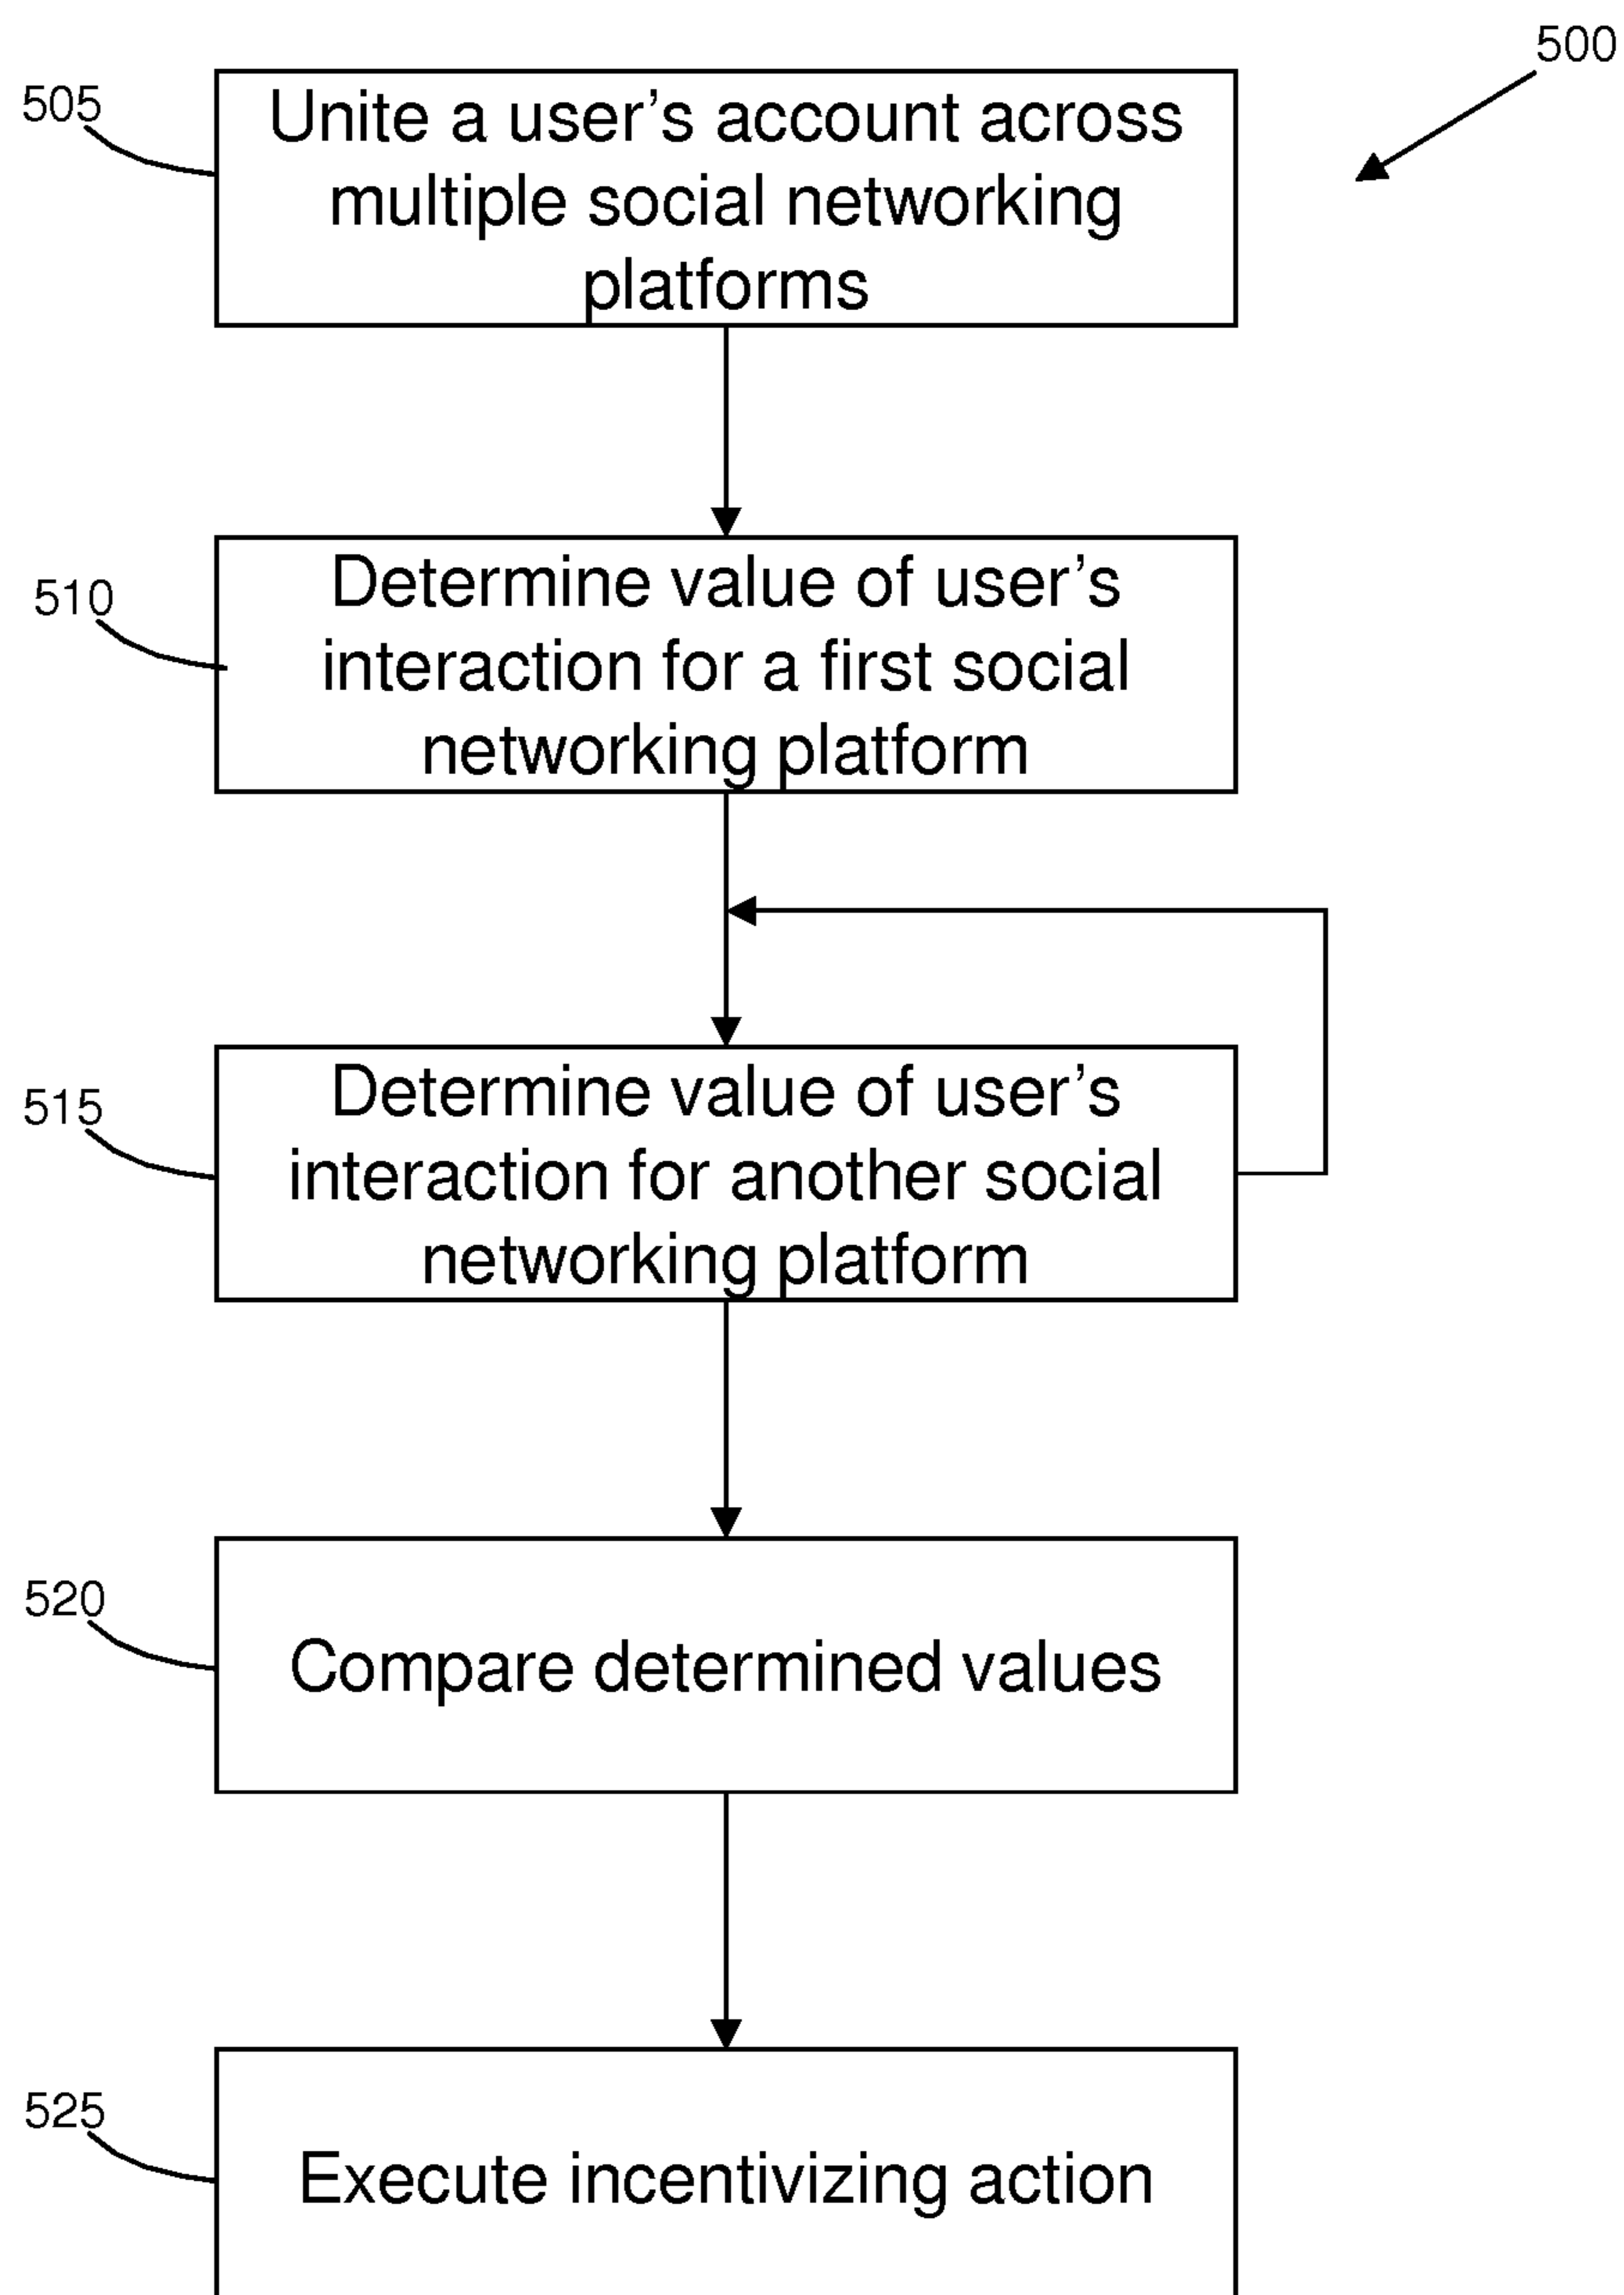 500
505
Unite a user’s account across
multiple social networking
platforms
510
Determine value of user’s
interaction for a first social
networking platform
515
Determine value of user’s
interaction for another social
networking platform
520
Compare determined values
525
Execute incentivizing action